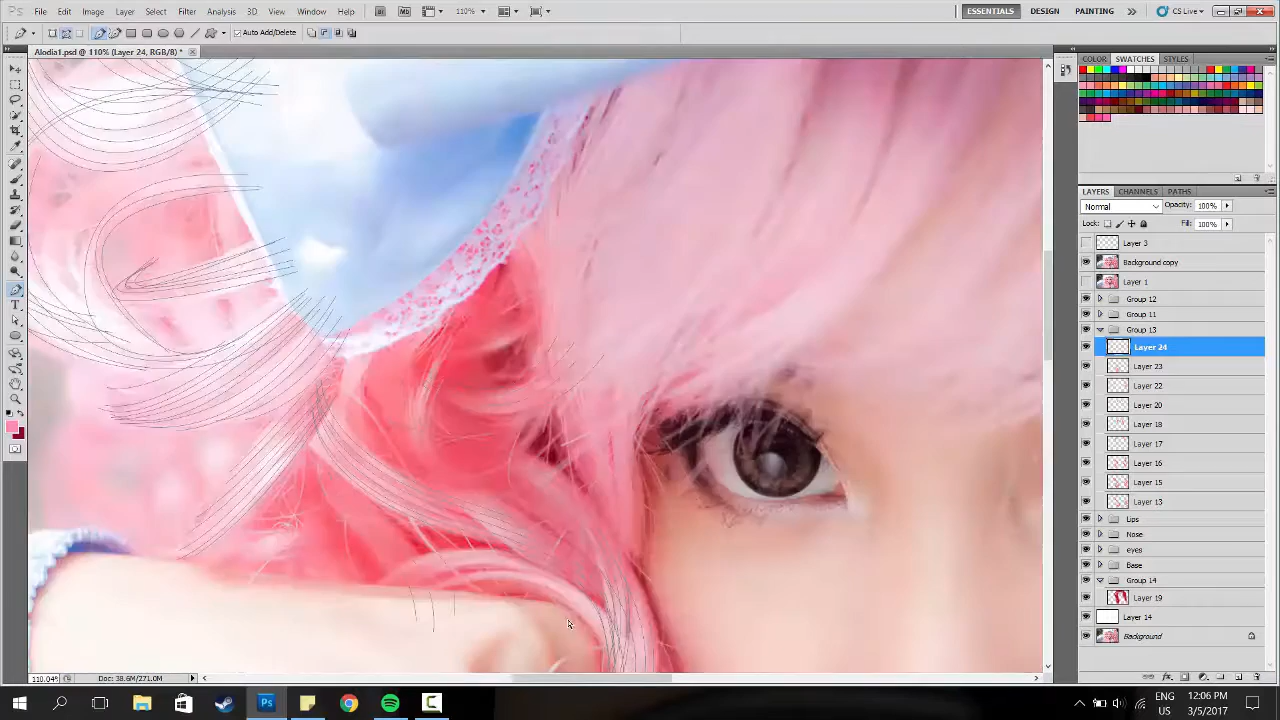 Ps File Edit Image Layer Select Filter Analysis 3D View Window Help Br Mb 110% ESSENTIALS DESIGN PAINTING CS Live
Auto Add/Delete
Alodia1.psd @ 110% (Layer 24, RGB/8) *
COLOR SWATCHES STYLES
LAYERS CHANNELS PATHS
Normal Opacity: 100%
Lock: Fill: 100%
Layer 3
Background copy
Layer 1
Group 12
Group 11
Group 13
Layer 24
Layer 23
Layer 22
Layer 20
Layer 18
Layer 17
Layer 16
Layer 15
Layer 13
Lips
Nose
eyes
Base
Group 14
Layer 19
Layer 14
Background
Doc: 38.6M/271.0M
Ps
ENG
US
12:06 PM
3/5/2017